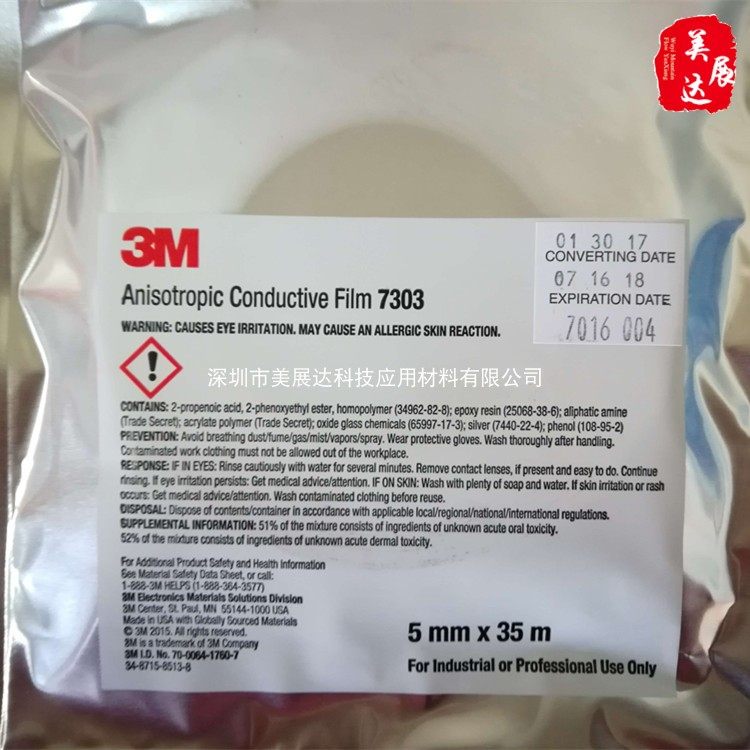 美展达
Wuyi Mountain
3M
01 30 17
CONVERTING DATE
07 16 18
EXPIRATION DATE
7016 004
Anisotropic Conductive Film 7303
WARNING: CAUSES EYE IRRITATION. MAY CAUSE AN ALLERGIC SKIN REACTION.
深圳市美展达科技应用材料有限公司
CONTAINS: 2-propenoic acid, 2-phenoxyethyl ester, homopolymer (34962-82-8); epoxy resin (25068-38-6); aliphatic amine
(Trade Secret); acrylate polymer (Trade Secret); oxide glass chemicals (65997-17-3); silver (7440-22-4); phenol (108-95-2)
PREVENTION: Avoid breathing dust/fume/gas/mist/vapors/spray. Wear protective gloves. Wash thoroughly after handling.
Contaminated work clothing must not be allowed out of the workplace.
RESPONSE: IF IN EYES: Rinse cautiously with water for several minutes. Remove contact lenses, if present and easy to do. Continue
rinsing. If eye irritation persists: Get medical advice/attention. IF ON SKIN: Wash with plenty of soap and water. If skin irritation or rash
occurs: Get medical advice/attention. Wash contaminated clothing before reuse.
DISPOSAL: Dispose of contents/container in accordance with applicable local/regional/national/international regulations.
SUPPLEMENTAL INFORMATION: 51% of the mixture consists of ingredients of unknown acute oral toxicity.
52% of the mixture consists of ingredients of unknown acute dermal toxicity.
For Additional Product Safety and Health Information
See Material Safety Data Sheet, or call:
1-888-3M HELPS (1-888-364-3577)
3M Electronics Materials Solutions Division
3M Center, St. Paul, MN 55144-1000 USA
Made in USA with Globally Sourced Materials
© 3M 2015. All rights reserved.
3M is a trademark of 3M Company
3M I.D. No. 70-0064-1760-7
34-8715-8513-8
5 mm x 35 m
For Industrial or Professional Use Only